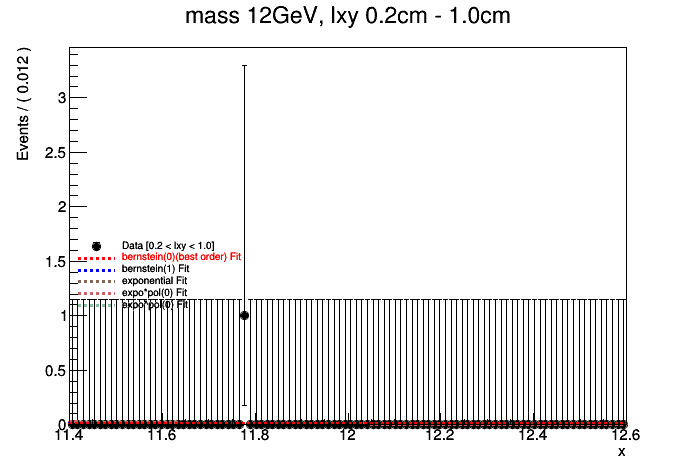 mass 12GeV, lxy 0.2cm - 1.0cm
Events / ( 0.012 )
3
2.5
2
1.5
1
0.5
0
Data [0.2 < lxy < 1.0]
bernstein(0)(best order) Fit
bernstein(1) Fit
exponential Fit
expo*pol(0) Fit
expo*pol(0) Fit
11.4 11.6 11.8 12 12.2 12.4 12.6
x